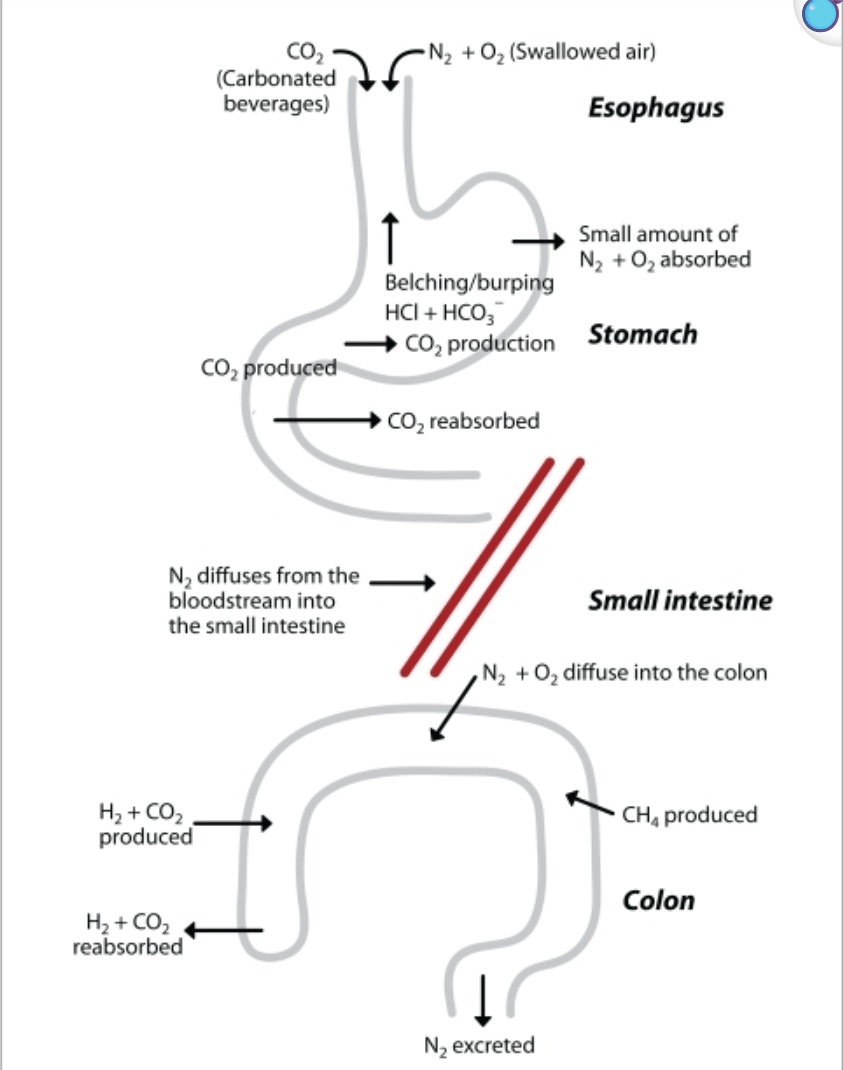 CO₂
(Carbonated
beverages)
N₂ + O₂ (Swallowed air)
Esophagus
Small amount of
N₂ + O₂ absorbed
Belching/burping
HCl + HCO₃⁻
CO₂ production
Stomach
CO₂ produced
CO₂ reabsorbed
N₂ diffuses from the
bloodstream into
the small intestine
Small intestine
N₂ + O₂ diffuse into the colon
H₂ + CO₂
produced
CH₄ produced
Colon
H₂ + CO₂
reabsorbed
N₂ excreted